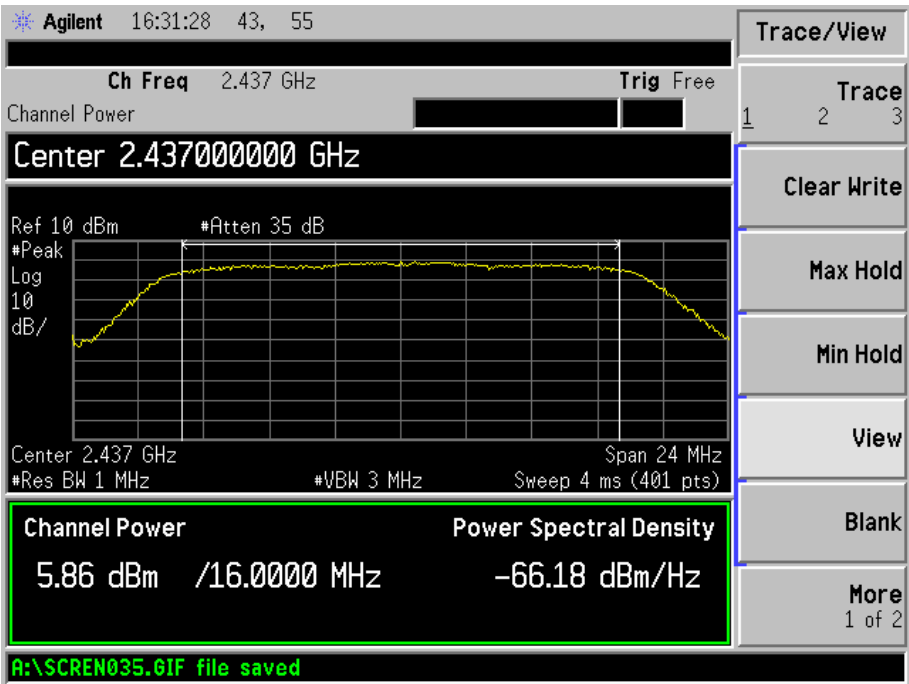 Agilent 16:31:28 43, 55
Trace/View
Ch Freq 2.437 GHz Trig Free
Channel Power
Trace
1 2 3
Center 2.437000000 GHz
Clear Write
Ref 10 dBm #Atten 35 dB
#Peak
Log
10
dB/
Max Hold
Min Hold
View
Center 2.437 GHz Span 24 MHz
#Res BW 1 MHz #VBW 3 MHz Sweep 4 ms (401 pts)
Channel Power Power Spectral Density
5.86 dBm /16.0000 MHz -66.18 dBm/Hz
Blank
More
1 of 2
A:\SCREN035.GIF file saved